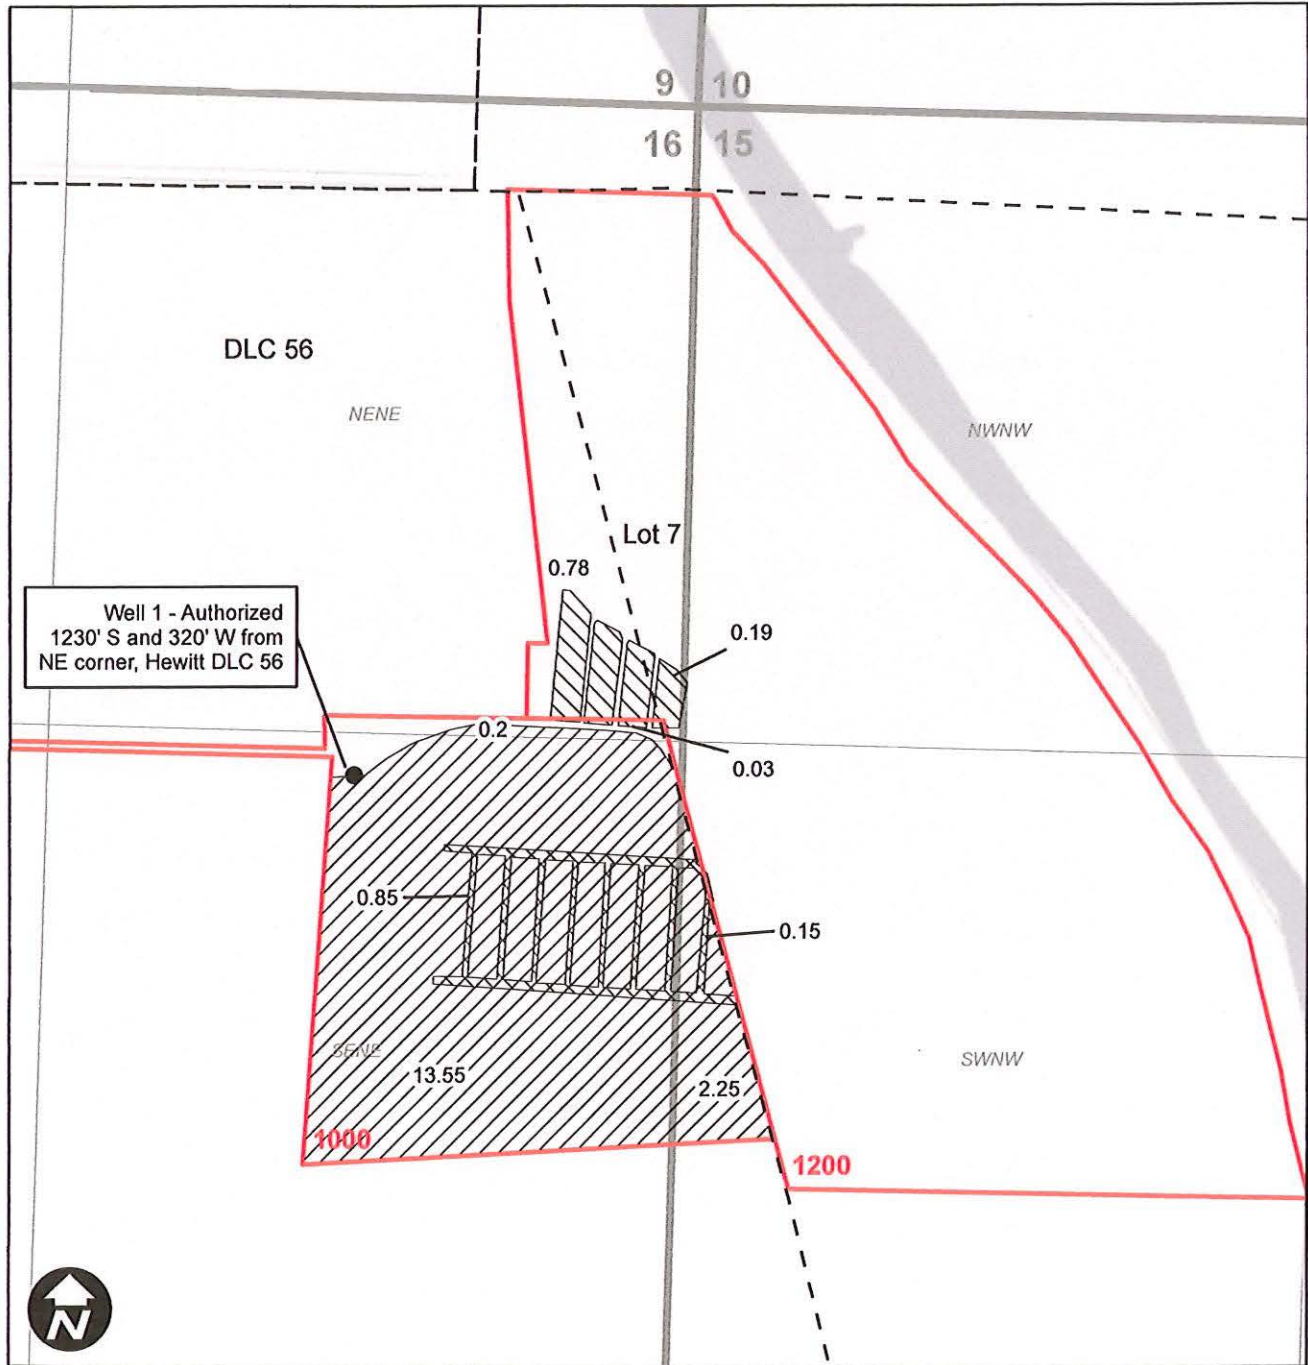 9 10
16 15
DLC 56
NENE
NWNW
Lot 7
0.78
Well 1 - Authorized
1230' S and 320' W from
NE corner, Hewitt DLC 56
0.19
0.2
0.03
0.85
0.15
SENE
SWNW
13.55
2.25
1000
1200
N